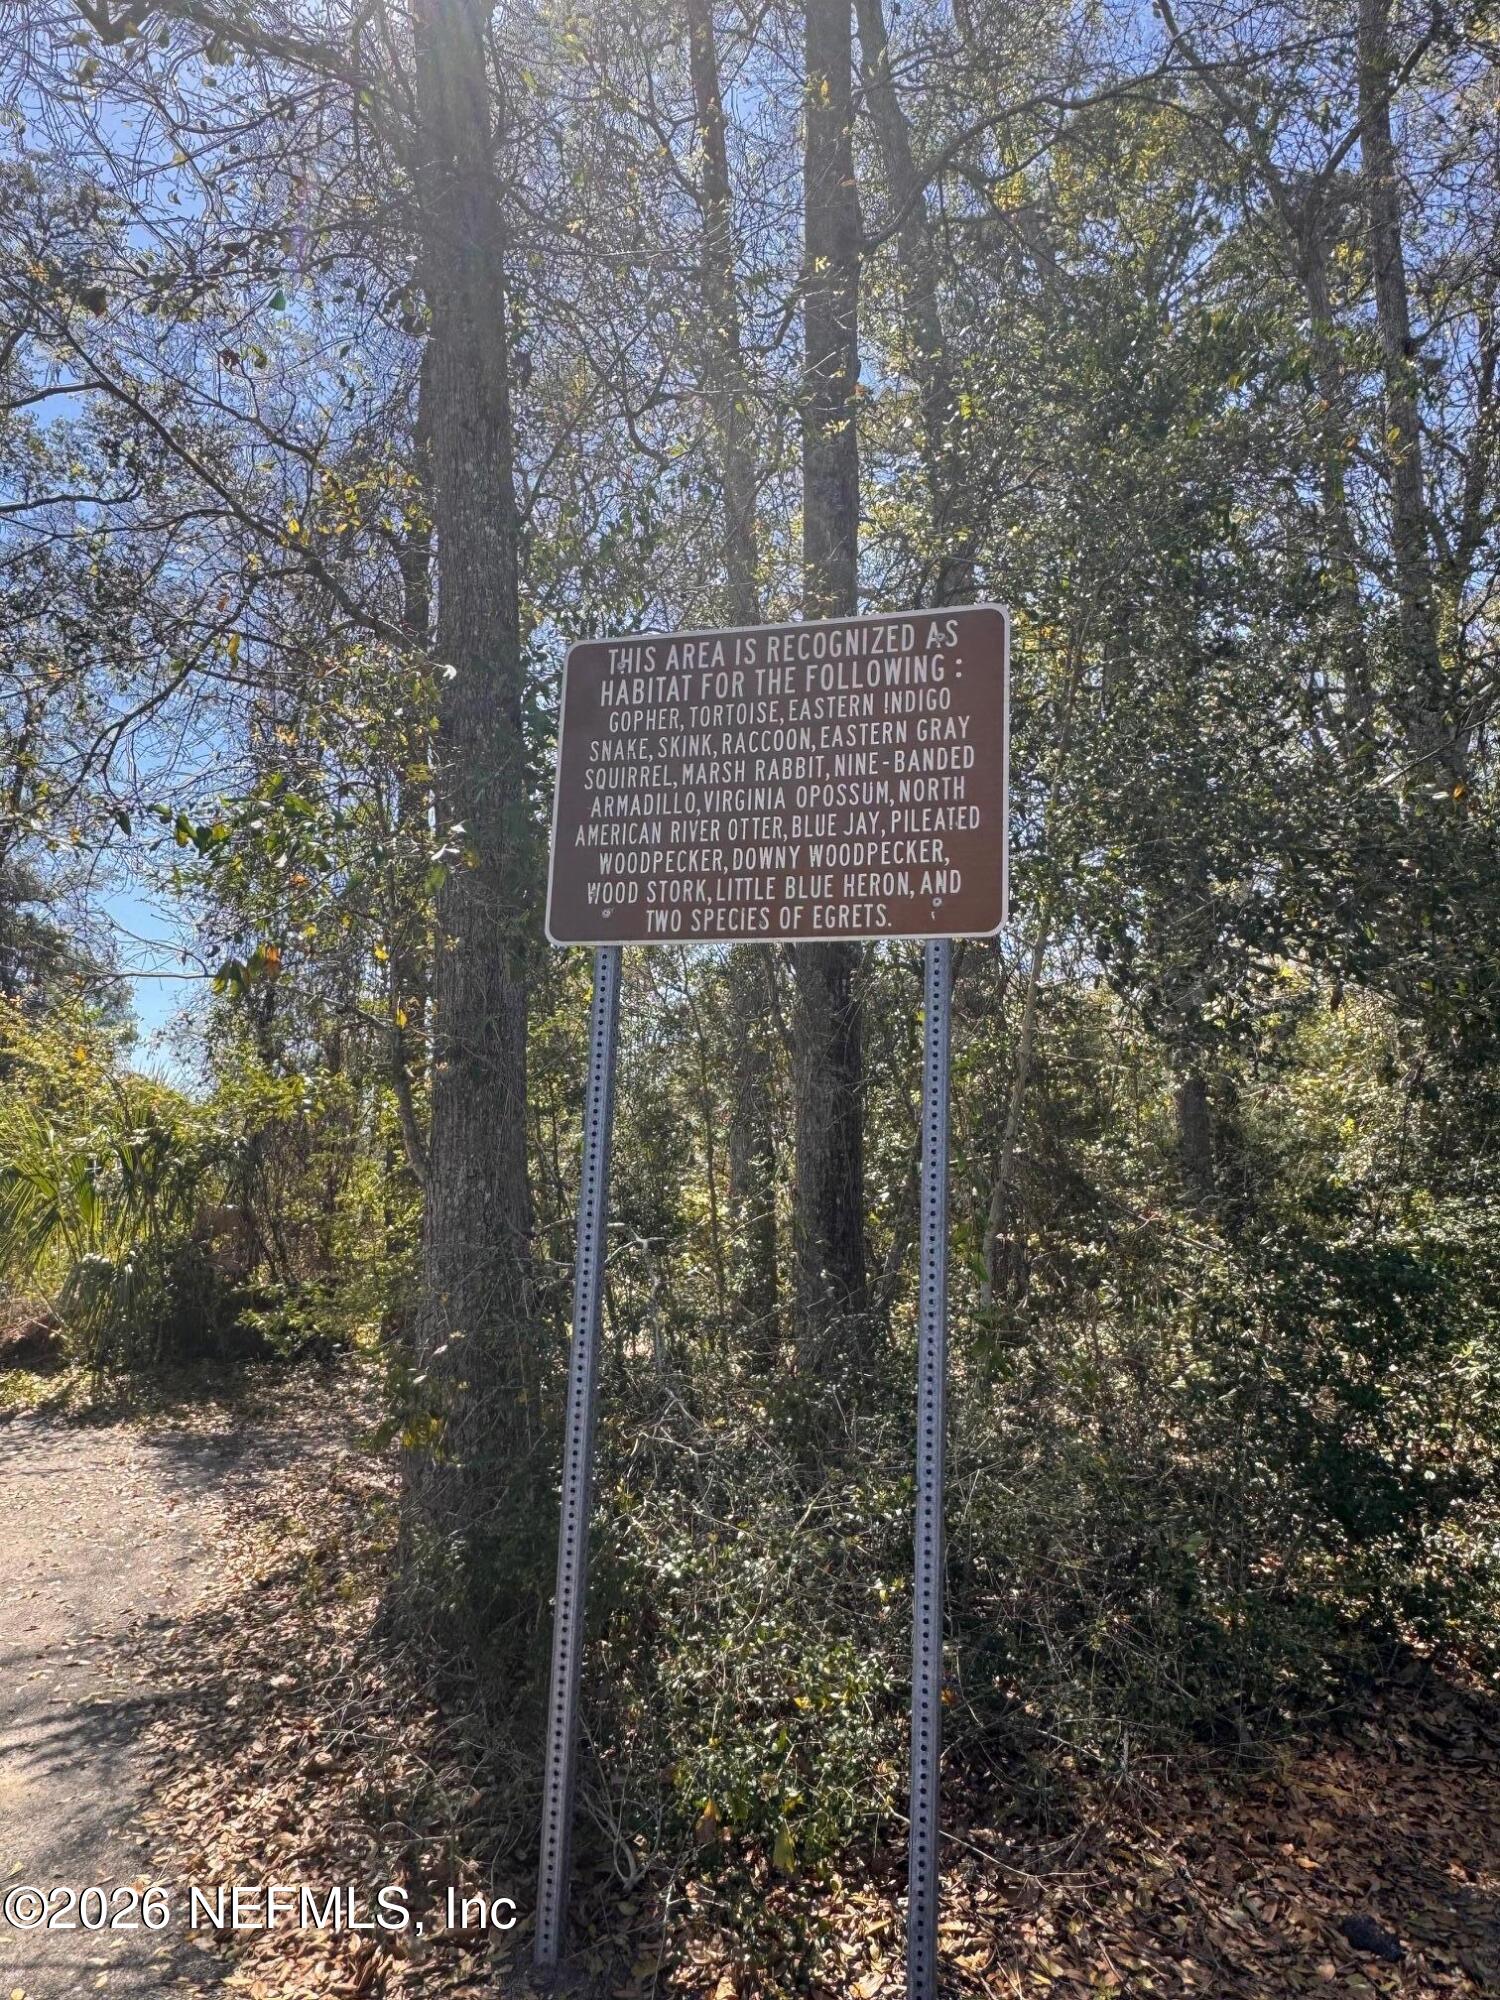 THIS AREA IS RECOGNIZED AS
HABITAT FOR THE FOLLOWING :
GOPHER, TORTOISE, EASTERN INDIGO
SNAKE, SKINK, RACCOON, EASTERN GRAY
SQUIRREL, MARSH RABBIT, NINE-BANDED
ARMADILLO, VIRGINIA OPOSSUM, NORTH
AMERICAN RIVER OTTER, BLUE JAY, PILEATED
WOODPECKER, DOWNY WOODPECKER,
WOOD STORK, LITTLE BLUE HERON, AND
TWO SPECIES OF EGRETS.
©2026 NEFMLS, Inc